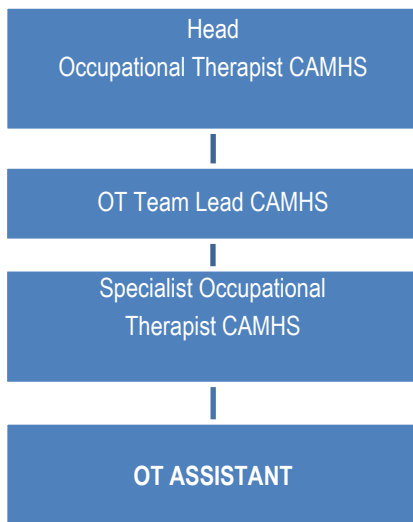 Head
Occupational Therapist CAMHS
OT Team Lead CAMHS
Specialist Occupational
Therapist CAMHS
OT ASSISTANT